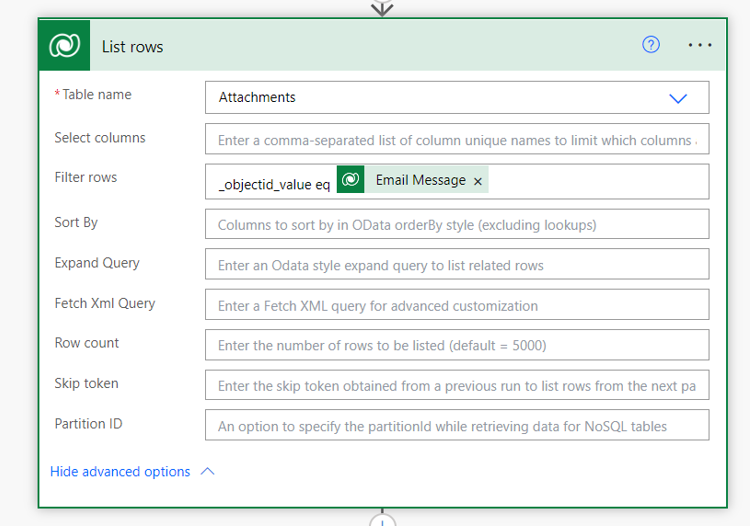 List rows
* Table name
Attachments
Select columns
Enter a comma-separated list of column unique names to limit which columns
Filter rows
_objectid_value eq Email Message ×
Sort By
Columns to sort by in OData orderBy style (excluding lookups)
Expand Query
Enter an Odata style expand query to list related rows
Fetch Xml Query
Enter a Fetch XML query for advanced customization
Row count
Enter the number of rows to be listed (default = 5000)
Skip token
Enter the skip token obtained from a previous run to list rows from the next pa
Partition ID
An option to specify the partitionId while retrieving data for NoSQL tables
Hide advanced options